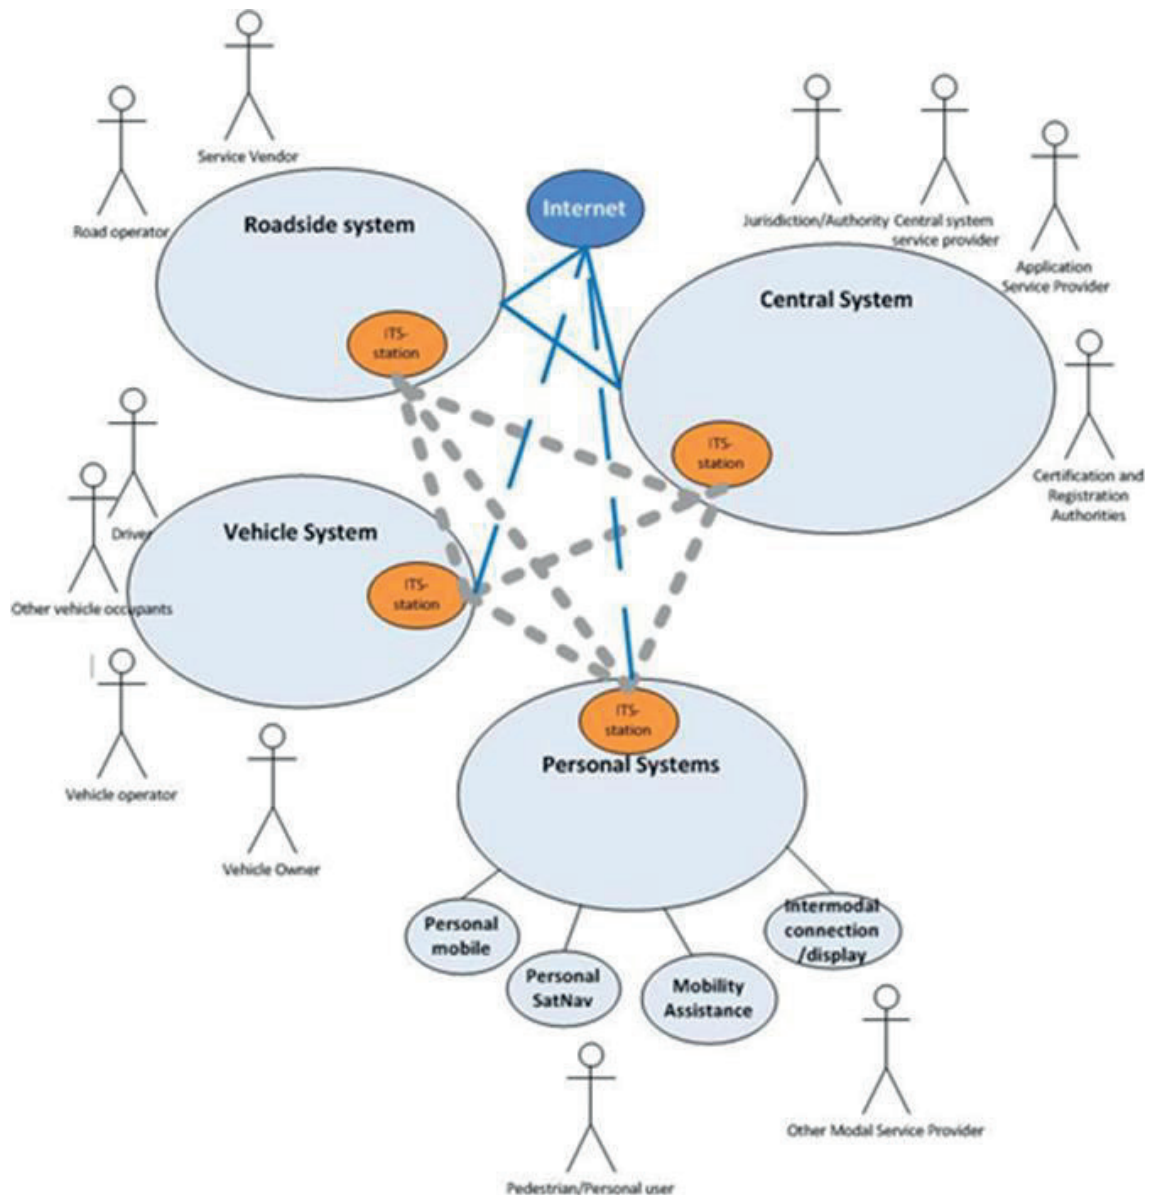 Service Vendor
Road operator
Roadside system
ITS-
station
Internet
Jurisdiction/Authority
Central system
service provider
Application
Service Provider
Central System
ITS-
station
Certification and
Registration
Authorities
Driver
Other vehicle occupants
Vehicle System
ITS-
station
Vehicle operator
Vehicle Owner
ITS-
station
Personal Systems
Personal
mobile
Personal
SatNav
Mobility
Assistance
Intermodal
connection
/display
Other Modal Service Provider
Pedestrian/Personal user